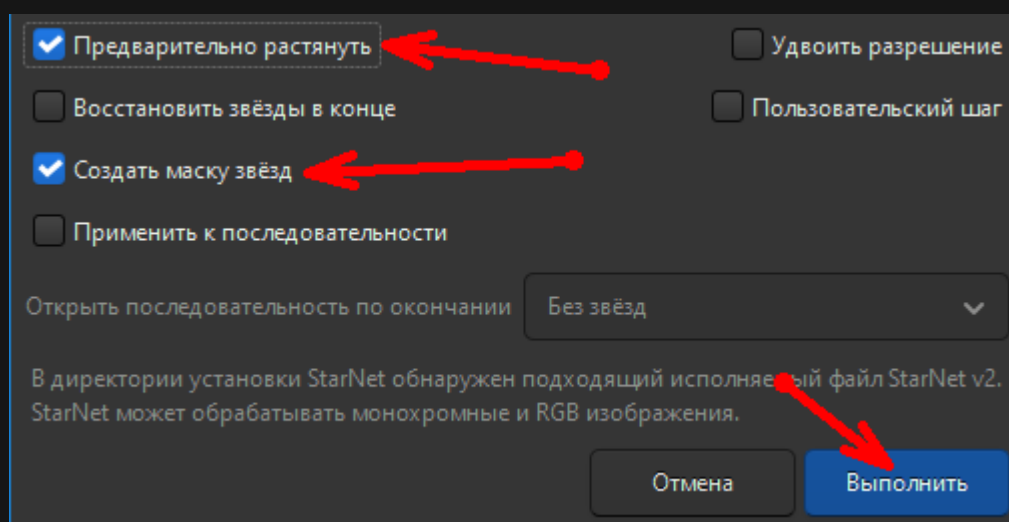 Предварительно растянуть
Удвоить разрешение
Восстановить звёзды в конце
Пользовательский шаг
Создать маску звёзд
Применить к последовательности
Открыть последовательность по окончании
Без звёзд
В директории установки StarNet обнаружен подходящий исполняемый файл StarNet v2.
StarNet может обрабатывать монохромные и RGB изображения.
Отмена
Выполнить